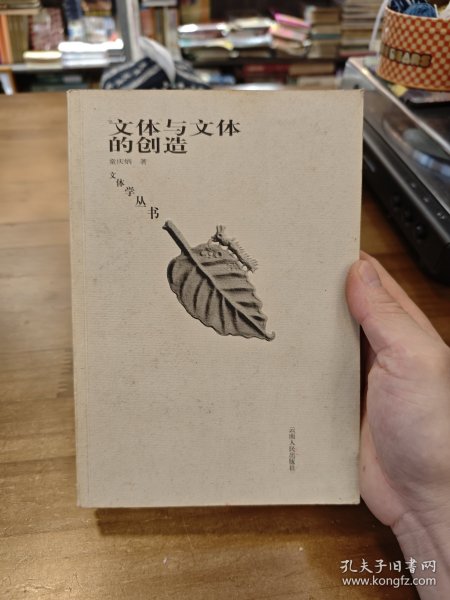 文体与文体
的创造
童庆炳 著
文体学丛书
云南人民出版社
孔夫子旧书网
www.kongfz.com